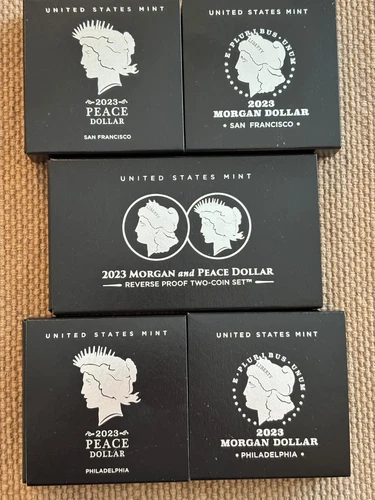 UNITED STATES MINT
2023
PEACE
DOLLAR
SAN FRANCISCO
UNITED STATES MINT
E · PLURIBUS · UNUM
LIBERTY
2023
MORGAN DOLLAR
• SAN FRANCISCO •
UNITED STATES MINT
2023 MORGAN and PEACE DOLLAR
REVERSE PROOF TWO-COIN SET™
UNITED STATES MINT
2023
PEACE
DOLLAR
PHILADELPHIA
UNITED STATES MINT
E · PLURIBUS · UNUM
LIBERTY
2023
MORGAN DOLLAR
• PHILADELPHIA •